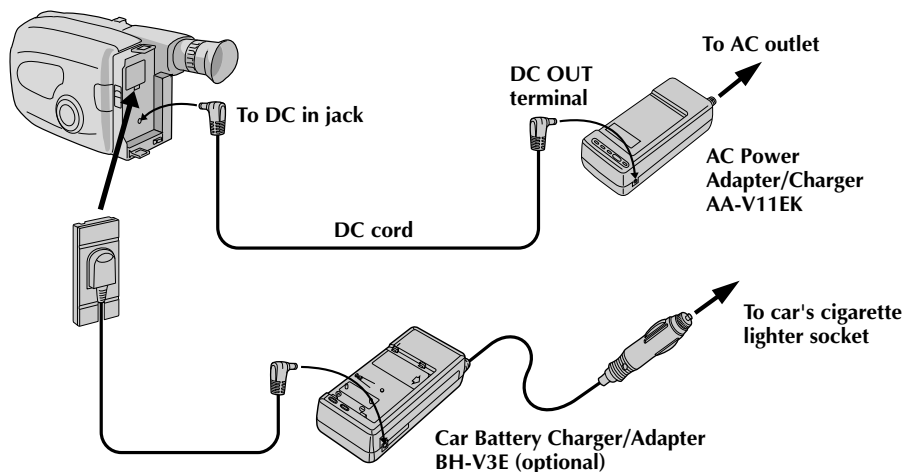 To AC outlet
DC OUT
terminal
To DC in jack
AC Power
Adapter/Charger
AA-V11EK
DC cord
To car's cigarette
lighter socket
Car Battery Charger/Adapter
BH-V3E (optional)